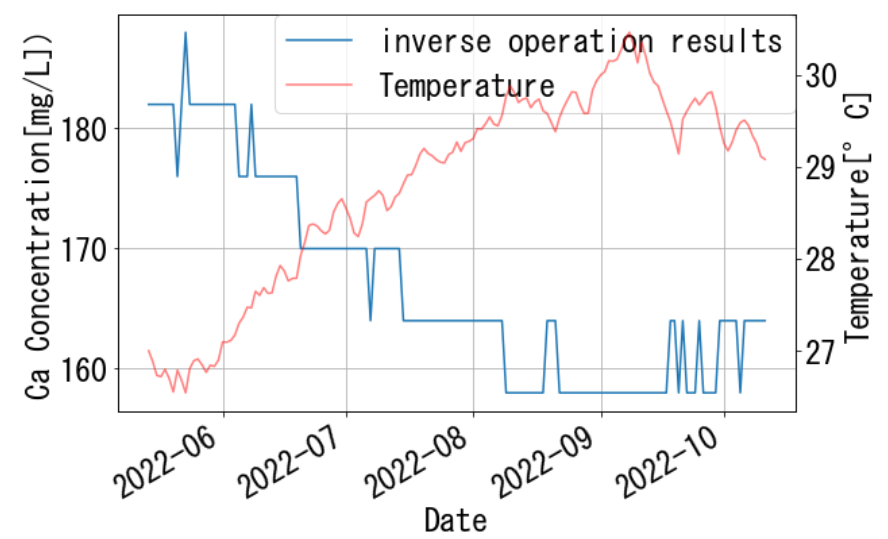 inverse operation results
Temperature
Ca Concentration[mg/L])
180
170
160
30
29
28
27
Temperature[° C]
2022-06
2022-07
2022-08
2022-09
2022-10
Date